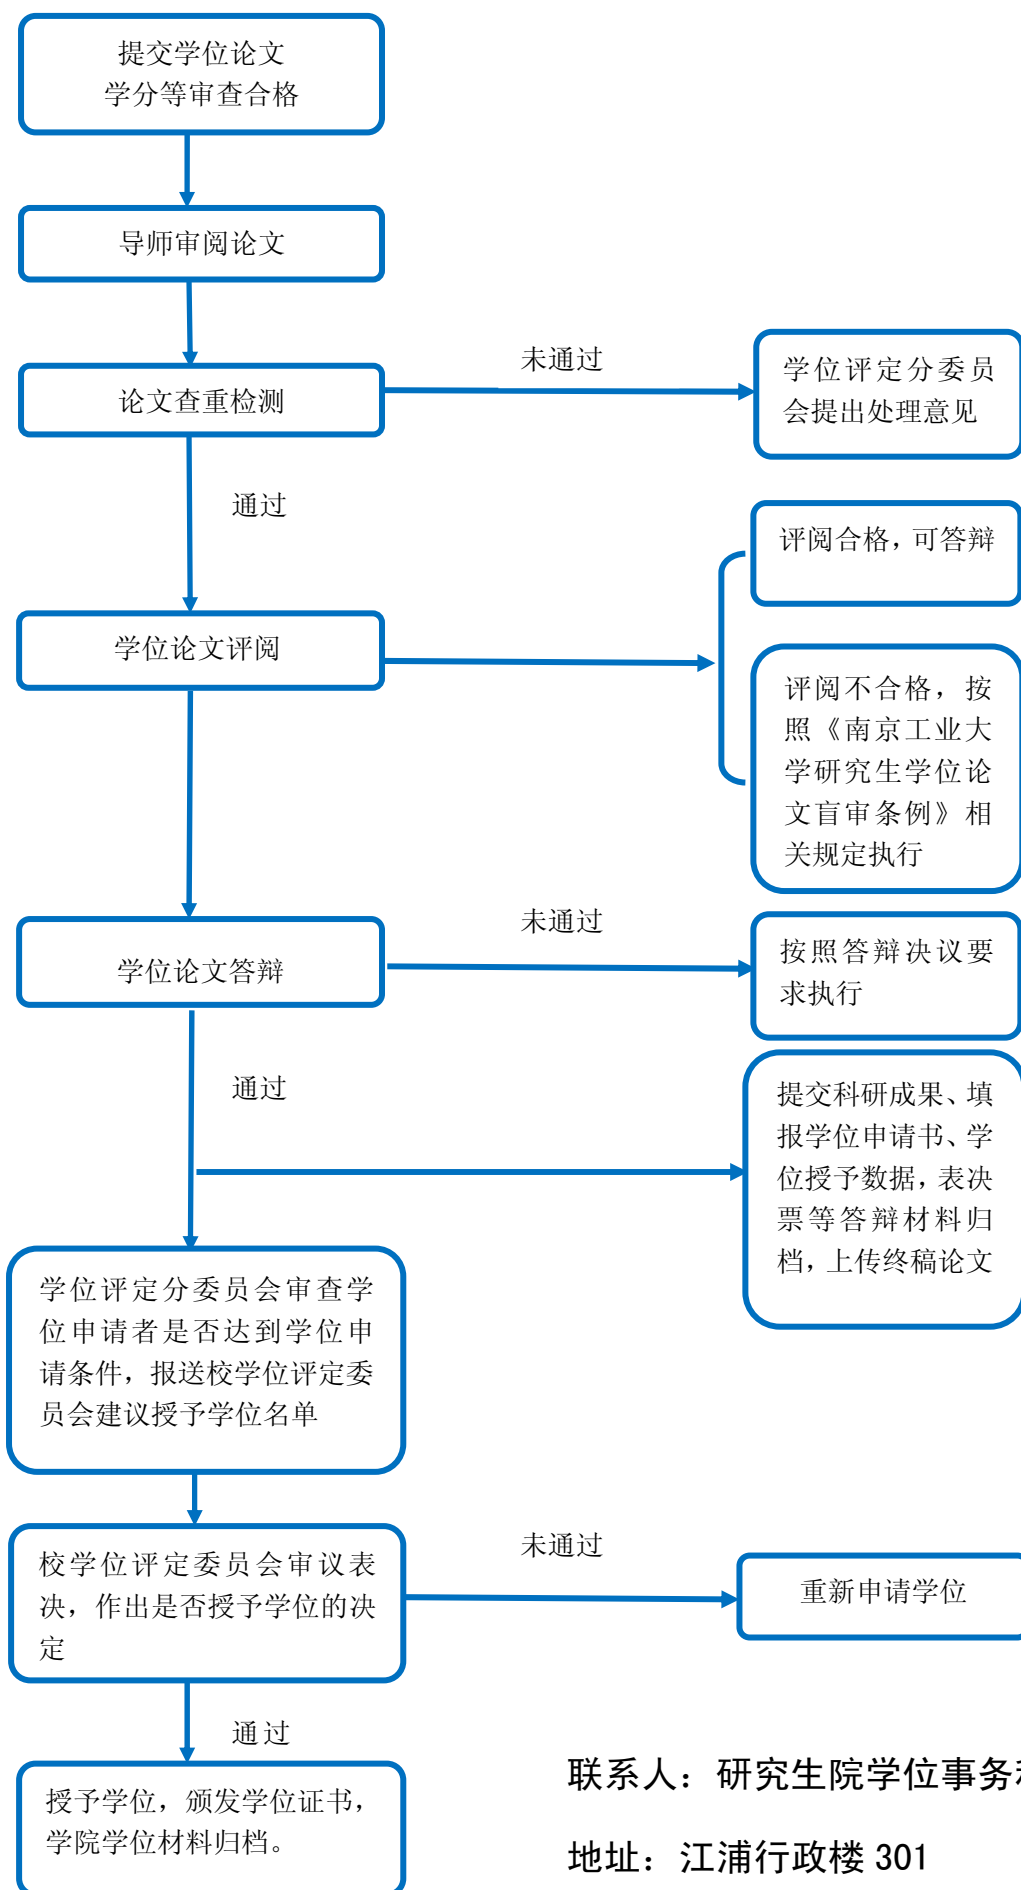 提交学位论文
学分等审查合格
导师审阅论文
论文查重检测
未通过
学位评定分委员
会提出处理意见
通过
评阅合格，可答辩
学位论文评阅
评阅不合格，按
照《南京工业大
学研究生学位论
文盲审条例》相
关规定执行
学位论文答辩
未通过
按照答辩决议要
求执行
通过
提交科研成果、填
报学位申请书、学
位授予数据，表决
票等答辩材料归
档，上传终稿论文
学位评定分委员会审查学
位申请者是否达到学位申
请条件，报送校学位评定委
员会建议授予学位名单
校学位评定委员会审议表
决，作出是否授予学位的决
定
未通过
重新申请学位
通过
授予学位，颁发学位证书，
学院学位材料归档。
联系人：研究生院学位事务
地址：江浦行政楼 301